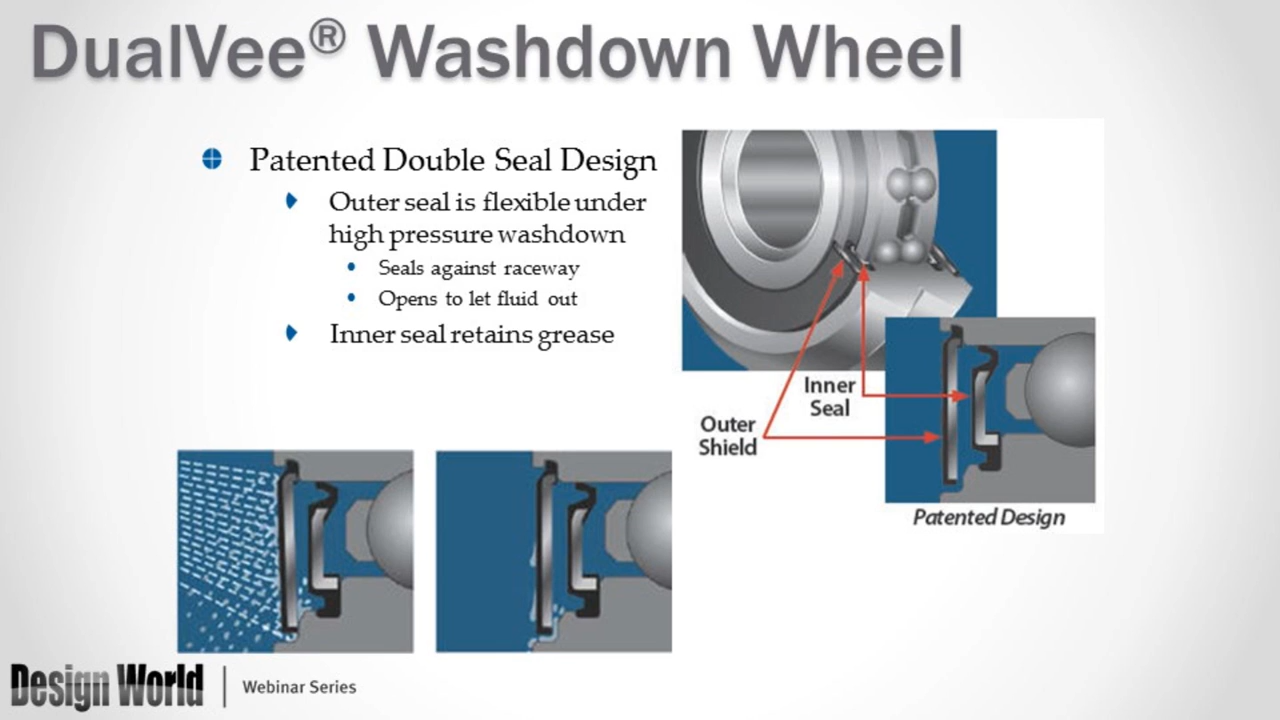 DualVee® Washdown Wheel
Patented Double Seal Design
Outer seal is flexible under
high pressure washdown
Seals against raceway
Opens to let fluid out
Inner seal retains grease
Inner
Seal
Outer
Shield
Patented Design
Design World
Webinar Series